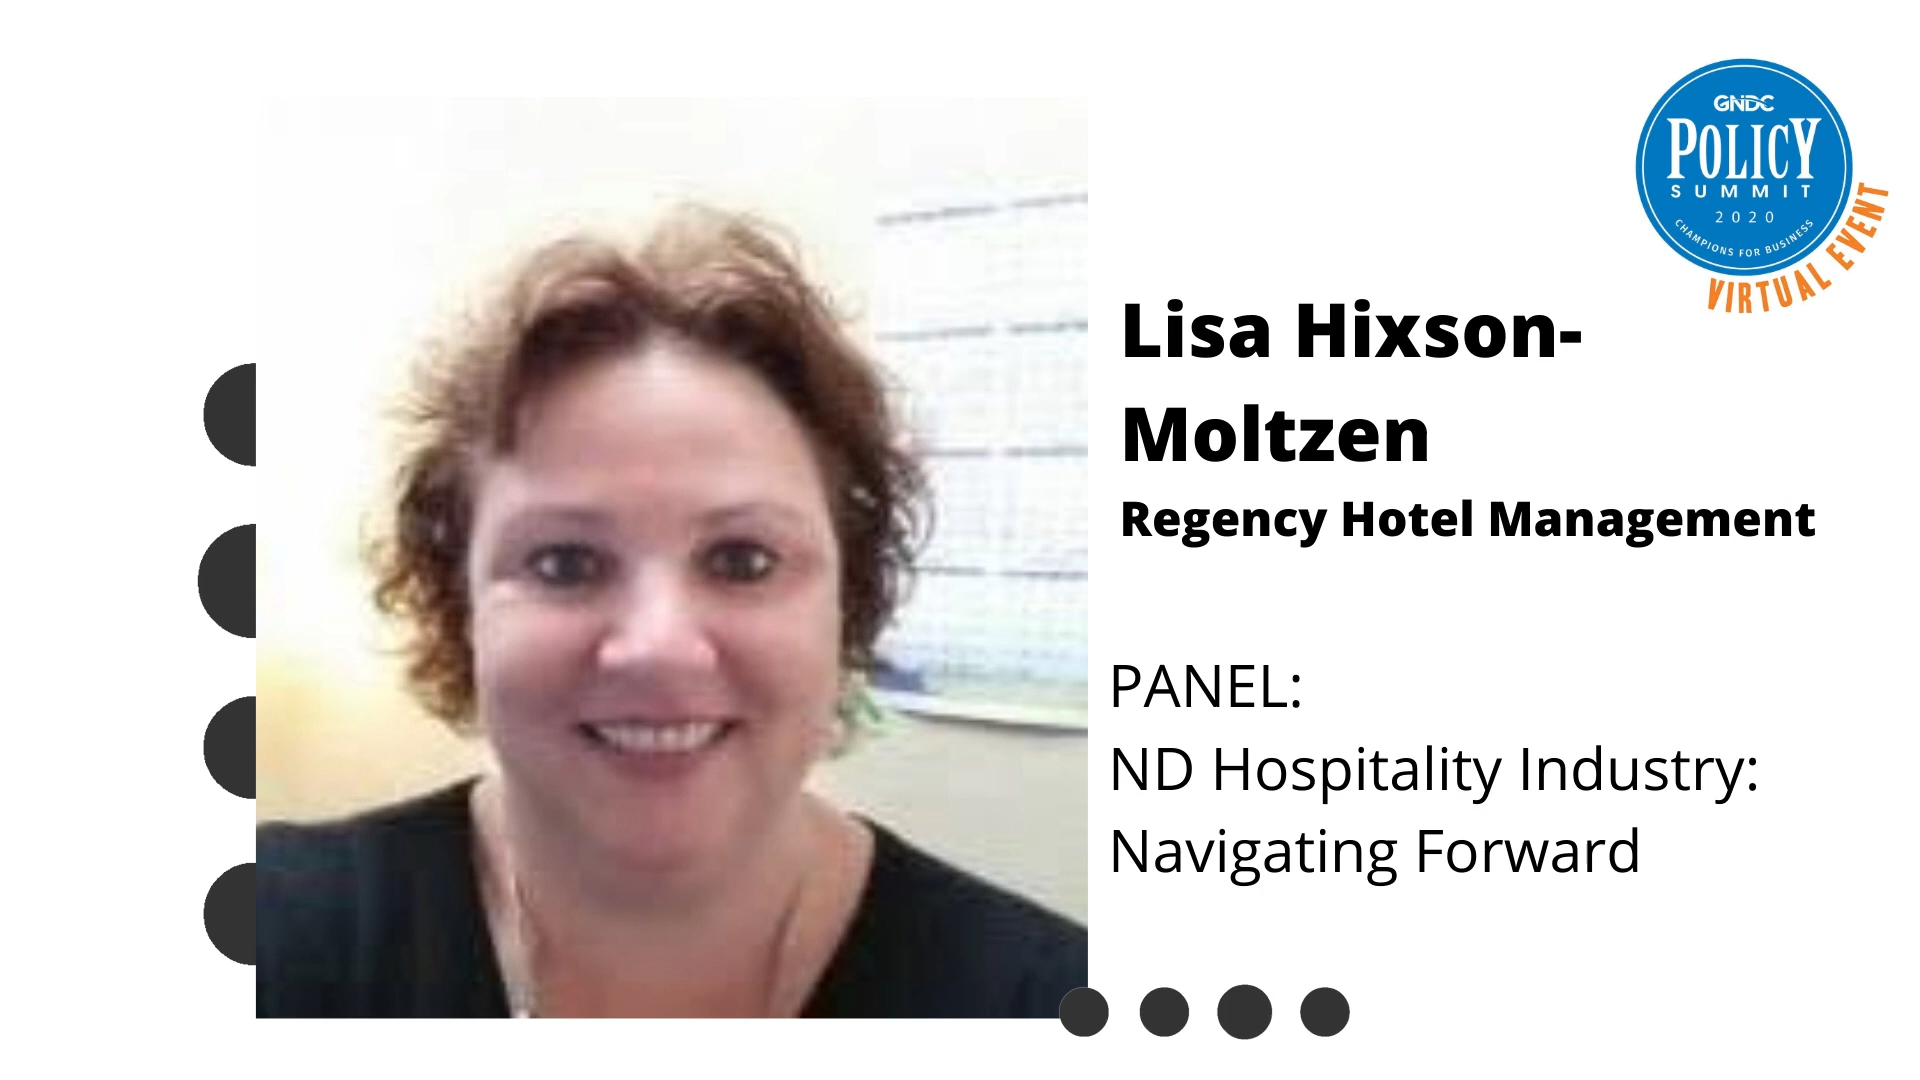 GNDC
POLICY
SUMMIT
2020
CHAMPIONS FOR BUSINESS
VIRTUAL EVENT
Lisa Hixson-
Moltzen
Regency Hotel Management
PANEL:
ND Hospitality Industry:
Navigating Forward